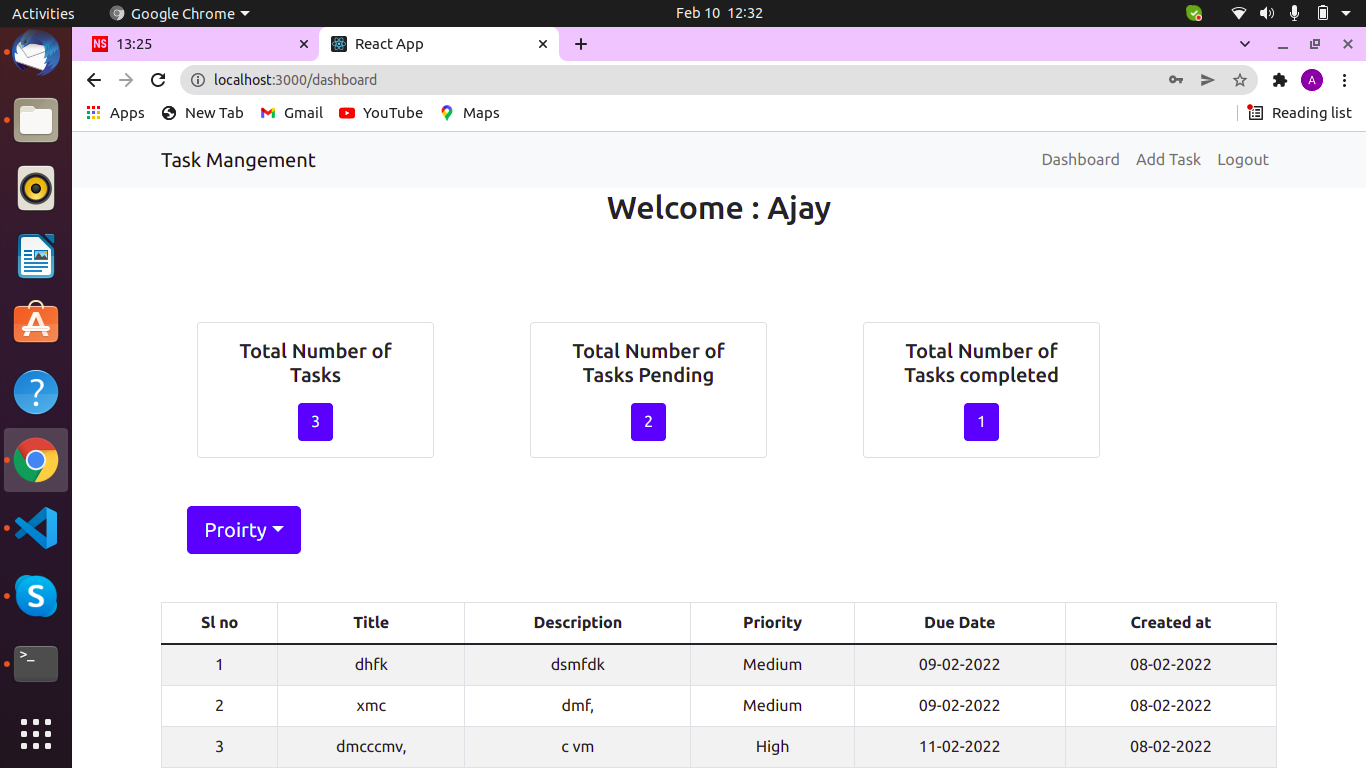 Activities Google Chrome Feb 10 12:32
NS 13:25 React App
localhost:3000/dashboard A
Apps New Tab Gmail YouTube Maps Reading list
Task Mangement Dashboard Add Task Logout
Welcome : Ajay
Total Number of Tasks
3
Total Number of Tasks Pending
2
Total Number of Tasks completed
1
Proirty
Sl no Title Description Priority Due Date Created at
1 dhfk dsmfdk Medium 09-02-2022 08-02-2022
2 xmc dmf, Medium 09-02-2022 08-02-2022
3 dmcccmv, c vm High 11-02-2022 08-02-2022